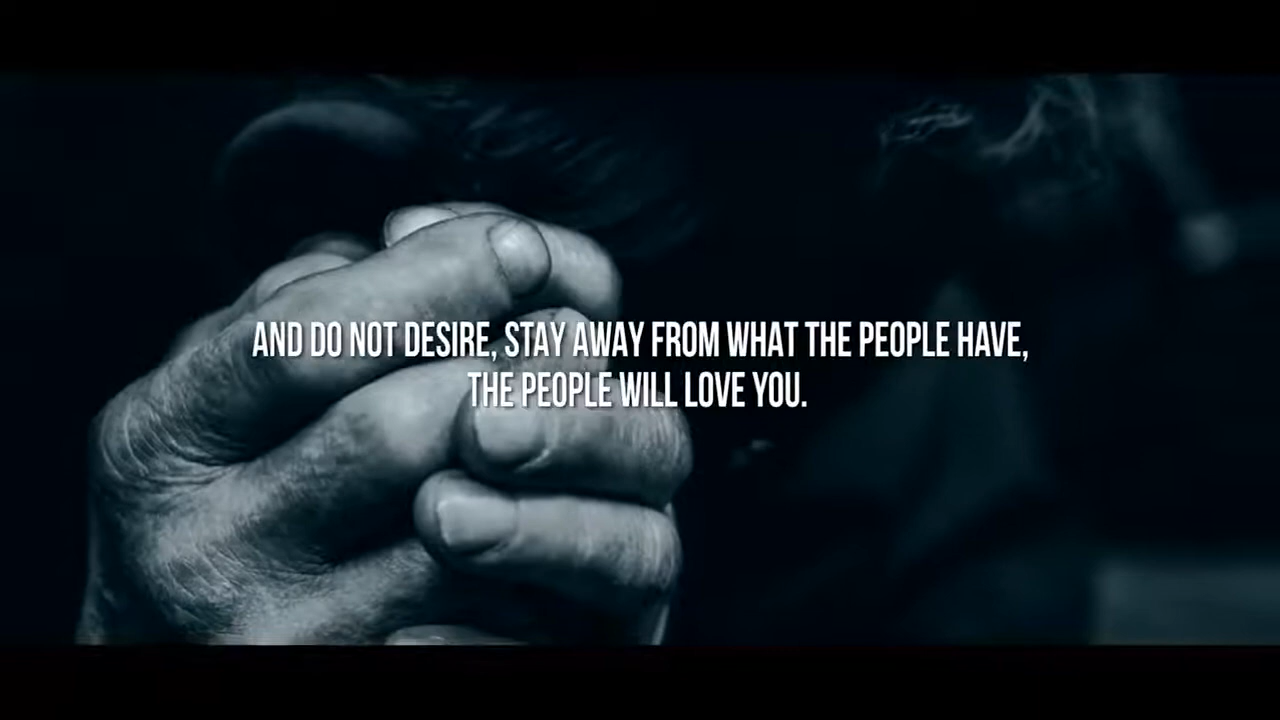 AND DO NOT DESIRE, STAY AWAY FROM WHAT THE PEOPLE HAVE,
THE PEOPLE WILL LOVE YOU.